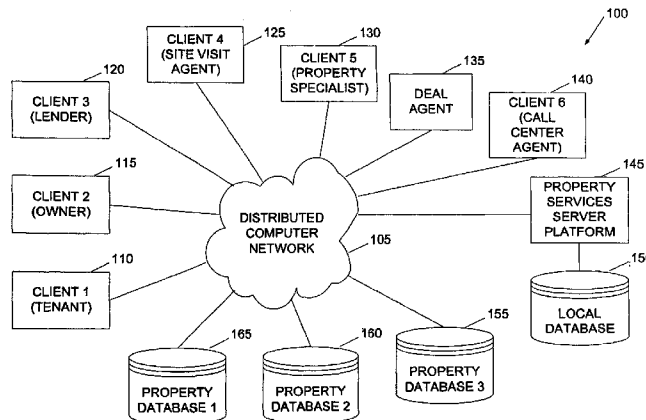 100
125
CLIENT 4
(SITE VISIT
AGENT)
130
CLIENT 5
(PROPERTY
SPECIALIST)
135
DEAL
AGENT
140
CLIENT 6
(CALL
CENTER
AGENT)
120
CLIENT 3
(LENDER)
115
CLIENT 2
(OWNER)
110
CLIENT 1
(TENANT)
DISTRIBUTED
COMPUTER
NETWORK
105
145
PROPERTY
SERVICES
SERVER
PLATFORM
LOCAL
DATABASE
165
PROPERTY
DATABASE 1
160
PROPERTY
DATABASE 2
155
PROPERTY
DATABASE 3